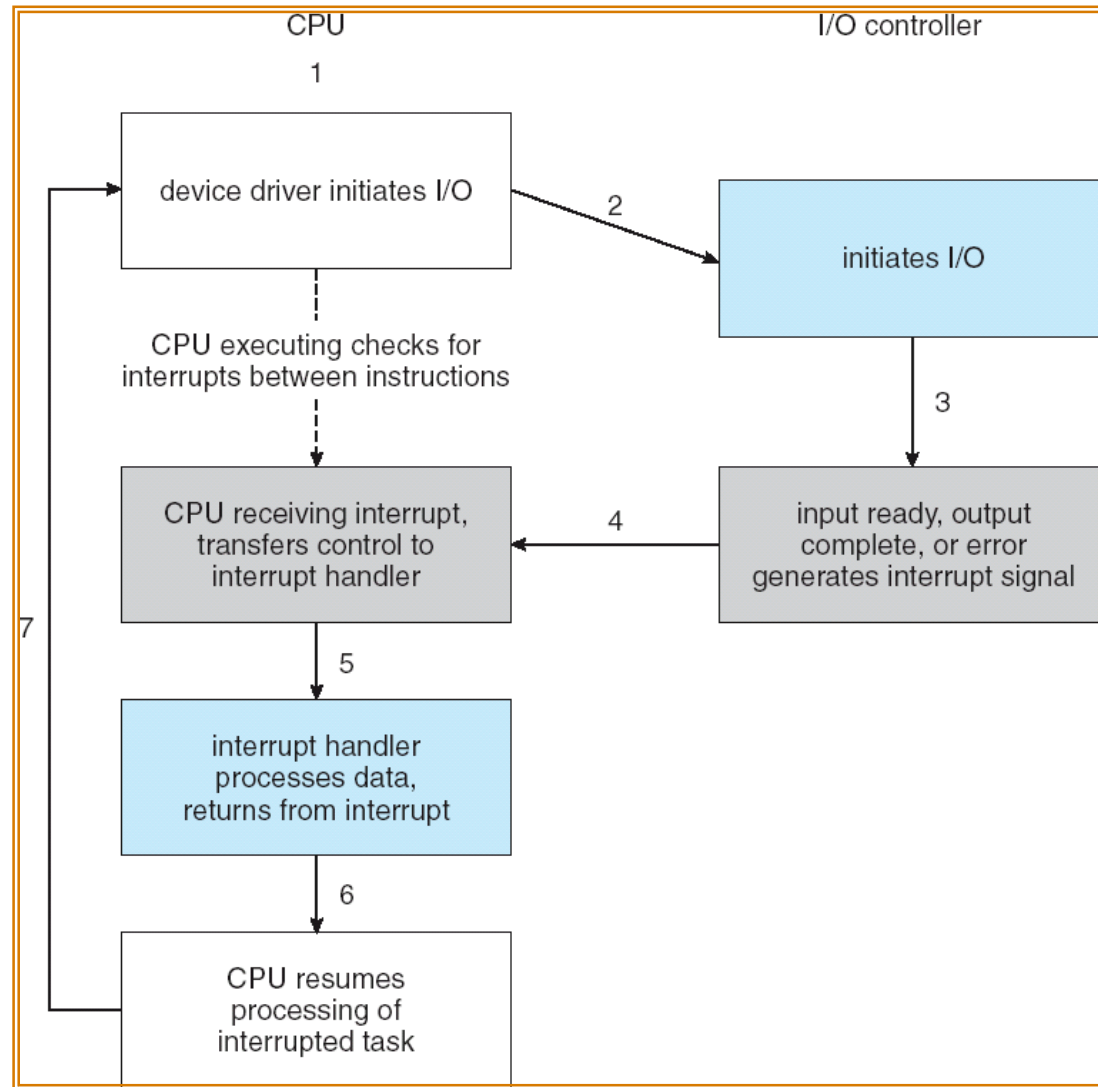 CPU
I/O controller
1
device driver initiates I/O
2
initiates I/O
CPU executing checks for
interrupts between instructions
3
CPU receiving interrupt,
transfers control to
interrupt handler
4
input ready, output
complete, or error
generates interrupt signal
7
5
interrupt handler
processes data,
returns from interrupt
6
CPU resumes
processing of
interrupted task